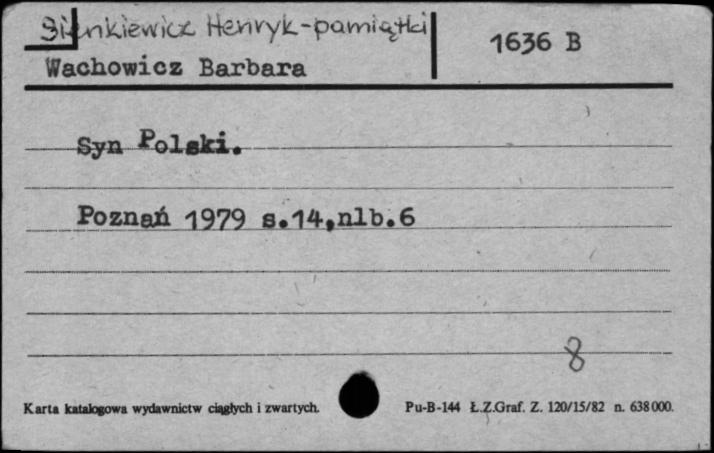 Sienkiewicz Henryk-pamiątki
1636 B
Wachowicz Barbara
Syn Polski.
Poznań 1979 s.14,nlb.6
8
Karta katalogowa wydawnictw ciągłych i zwartych.
Pu-B-144 Ł.Z.Graf. Z. 120/15/82 n. 638000.